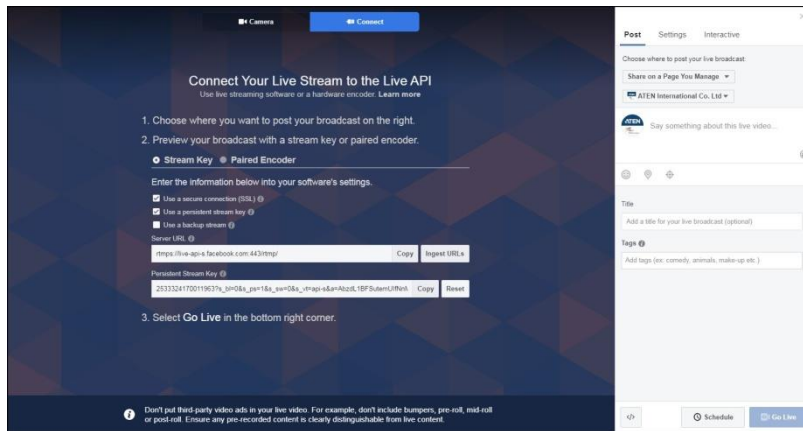 Camera
Connect
Connect Your Live Stream to the Live API
Use live streaming software or a hardware encoder. Learn more
1. Choose where you want to post your broadcast on the right.
2. Preview your broadcast with a stream key or paired encoder.
Stream Key
Paired Encoder
Enter the information below into your software's settings.
Use a secure connection (SSL)
Use a persistent stream key
Use a backup stream
Server URL
rtmps://live-api-s.facebook.com:443/rtmp/
Copy
Ingest URLs
Persistent Stream Key
Copy
Reset
3. Select Go Live in the bottom right corner.
Don't put third-party video ads in your live video. For example, don't include bumpers, pre-roll, mid-roll
or post-roll. Ensure any pre-recorded content is clearly distinguishable from live content.
Post
Settings
Interactive
Choose where to post your live broadcast
Share on a Page You Manage
ATEN International Co. Ltd
ATEN
Say something about this live video...
Title
Add a title for your live broadcast (optional)
Tags
Add tags (ex: comedy, animals, make-up etc.)
</>
Schedule
Go Live